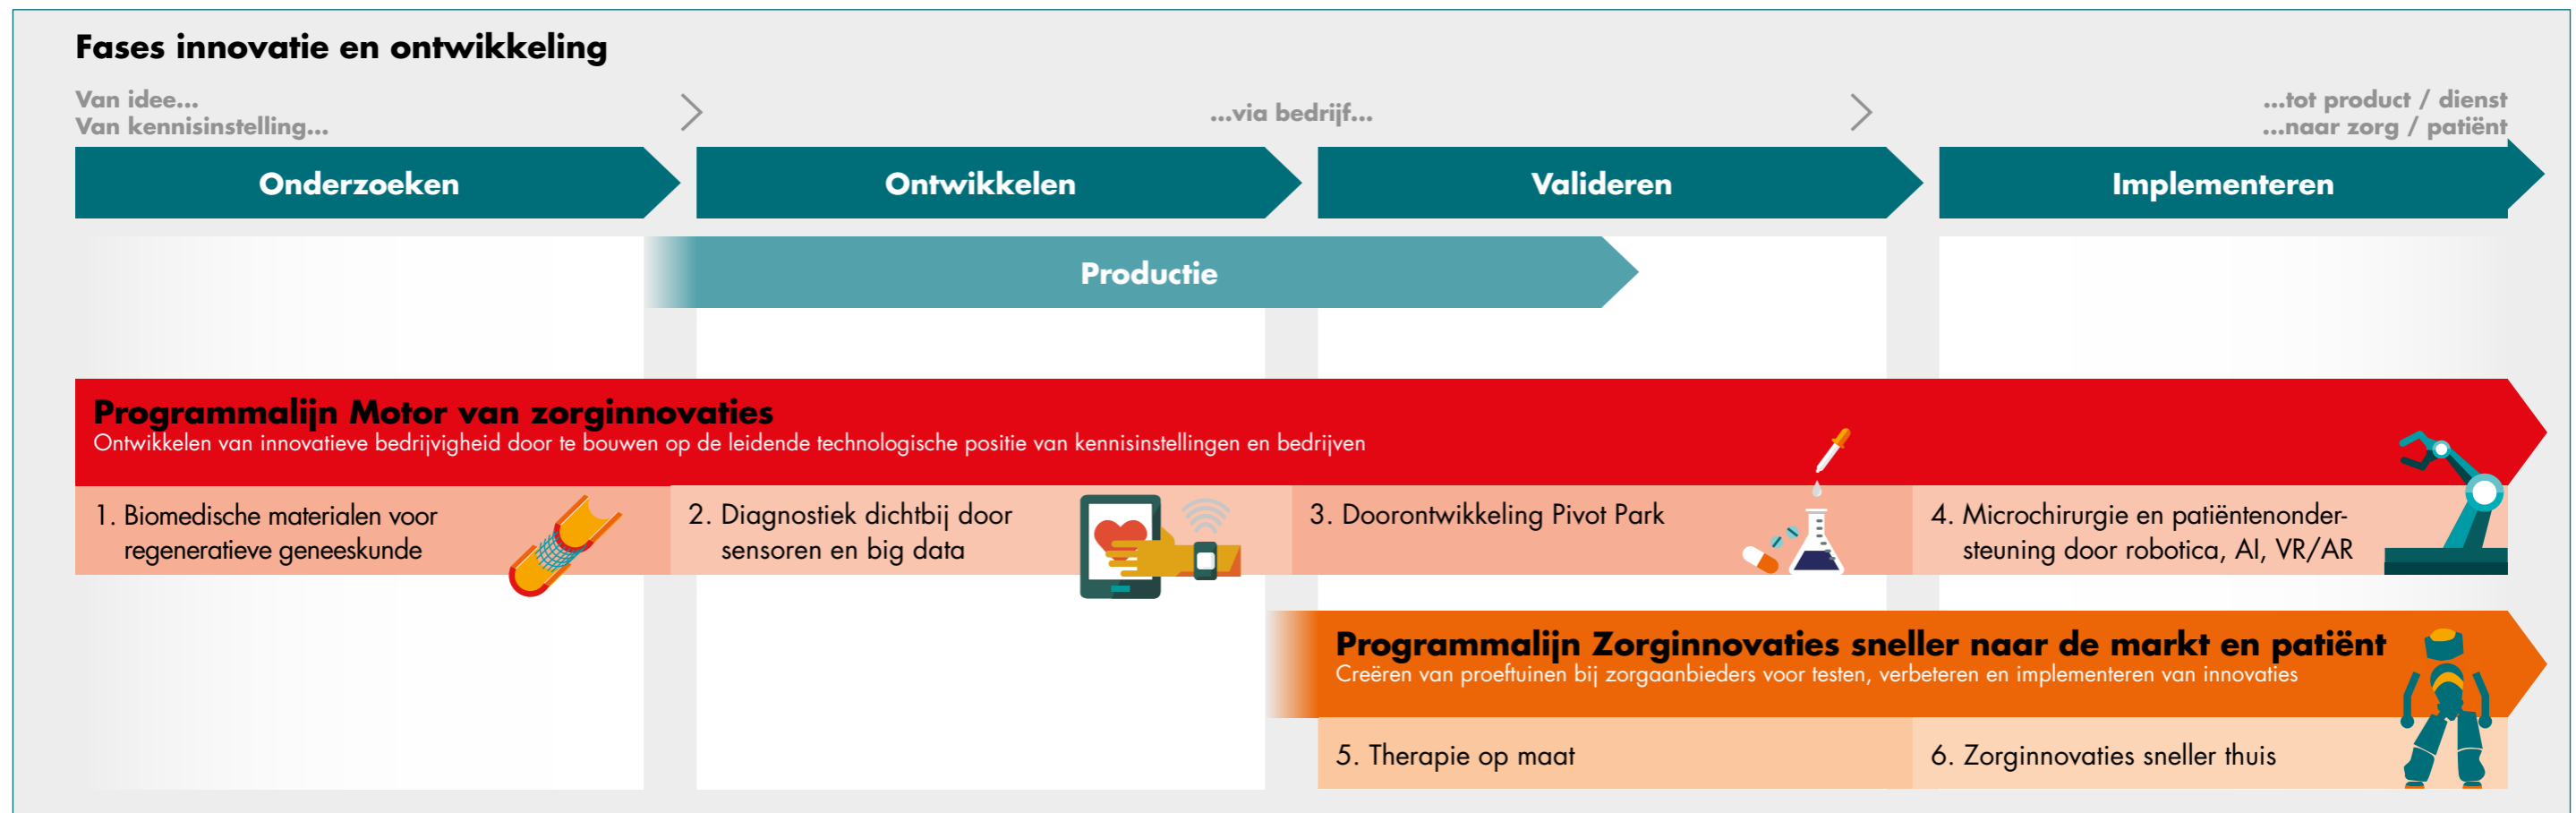 Fases innovatie en ontwikkeling
Van idee...
Van kennisinstelling...
...via bedrijf...
...tot product / dienst
...naar zorg / patiënt
Onderzoeken
Ontwikkelen
Valideren
Implementeren
Productie
Programmalijn Motor van zorginnovaties
Ontwikkelen van innovatieve bedrijvigheid door te bouwen op de leidende technologische positie van kennisinstellingen en bedrijven
1. Biomedische materialen voor
regeneratieve geneeskunde
2. Diagnostiek dichtbij door
sensoren en big data
3. Doorontwikkeling Pivot Park
4. Microchirurgie en patiëntenonder-
steuning door robotica, AI, VR/AR
Programmalijn Zorginnovaties sneller naar de markt en patiënt
Creëren van proeftuinen bij zorgaanbieders voor testen, verbeteren en implementeren van innovaties
5. Therapie op maat
6. Zorginnovaties sneller thuis